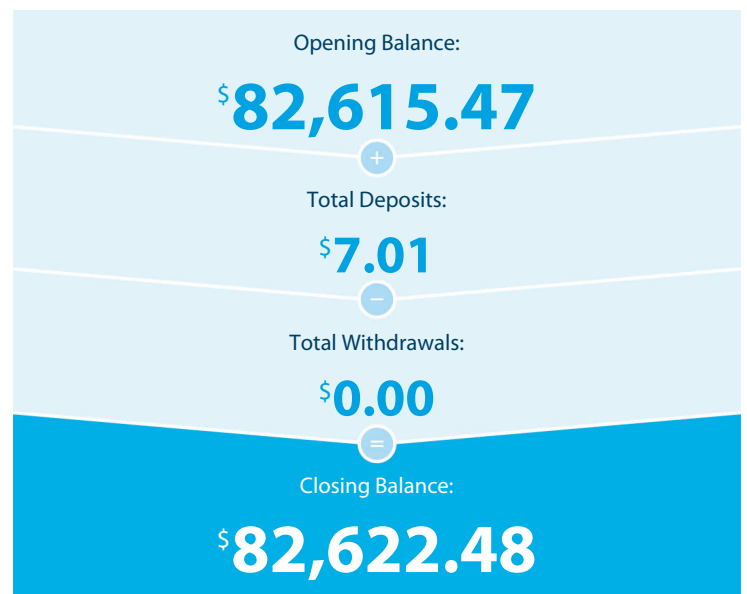 Opening Balance:
$82,615.47
+
Total Deposits:
$7.01
−
Total Withdrawals:
$0.00
=
Closing Balance:
$82,622.48